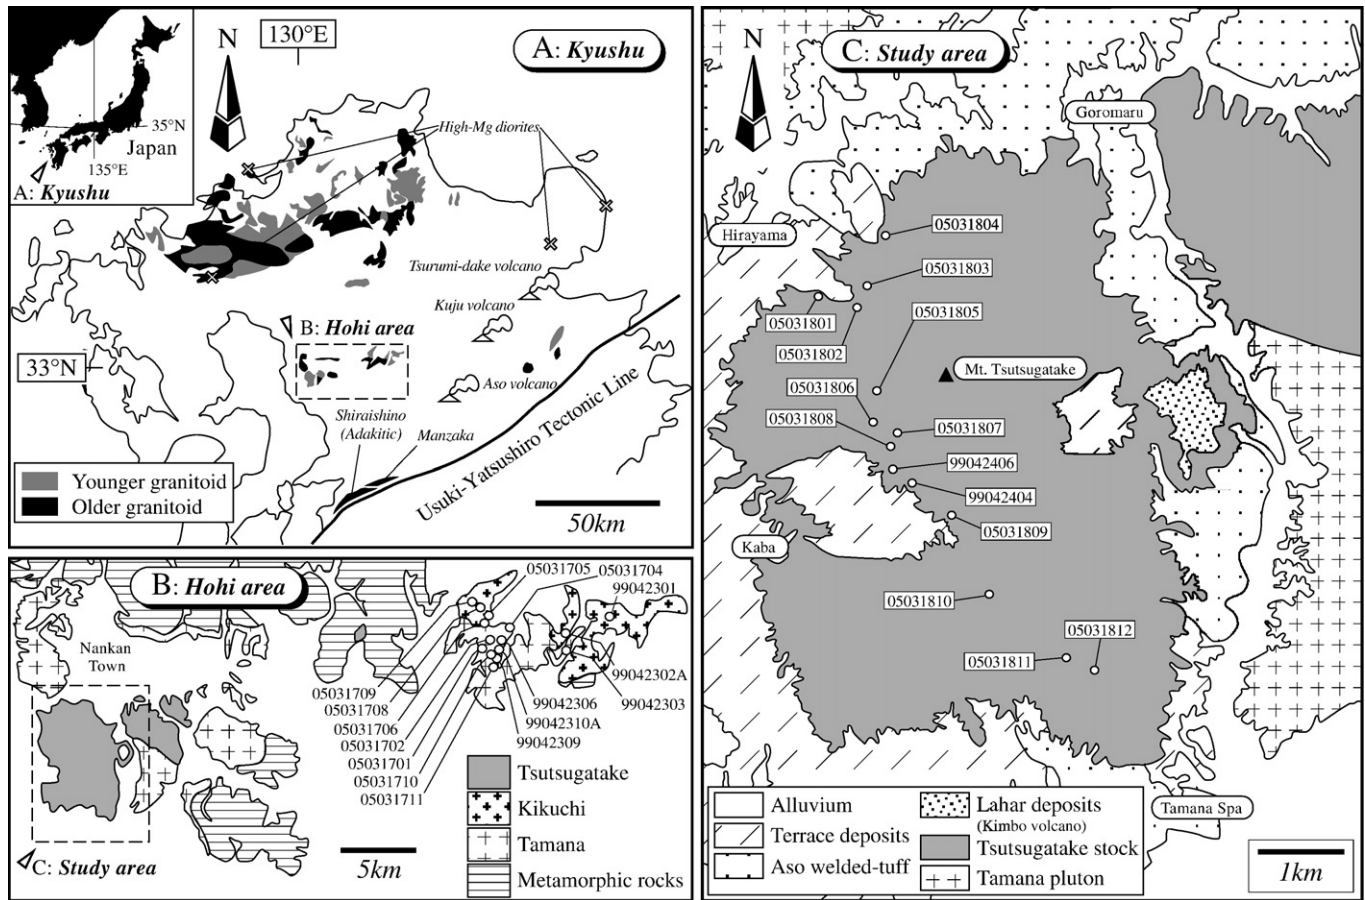 A: Kyushu
N
130°E
35°N
Japan
135°E
A: Kyushu
High-Mg diorites
Tsurumi-dake volcano
Kuju volcano
B: Hohi area
33°N
Aso volcano
Shiraishino
(Adakitic)
Manzaka
Usuki-Yatsushiro Tectonic Line
Younger granitoid
Older granitoid
50km
B: Hohi area
05031705
05031704
99042301
Nankan
Town
05031709
05031708
05031706
05031702
05031701
05031710
05031711
99042306
99042310A
99042309
99042302A
99042303
Tsutsugatake
Kikuchi
Tamana
Metamorphic rocks
C: Study area
5km
C: Study area
N
Goromaru
Hirayama
05031804
05031803
05031801
05031802
05031805
Mt. Tsutsugatake
05031806
05031808
05031807
99042406
99042404
05031809
Kaba
05031810
05031812
05031811
Tamana Spa
Alluvium
Terrace deposits
Aso welded-tuff
Lahar deposits
(Kimbo volcano)
Tsutsugatake stock
Tamana pluton
1km